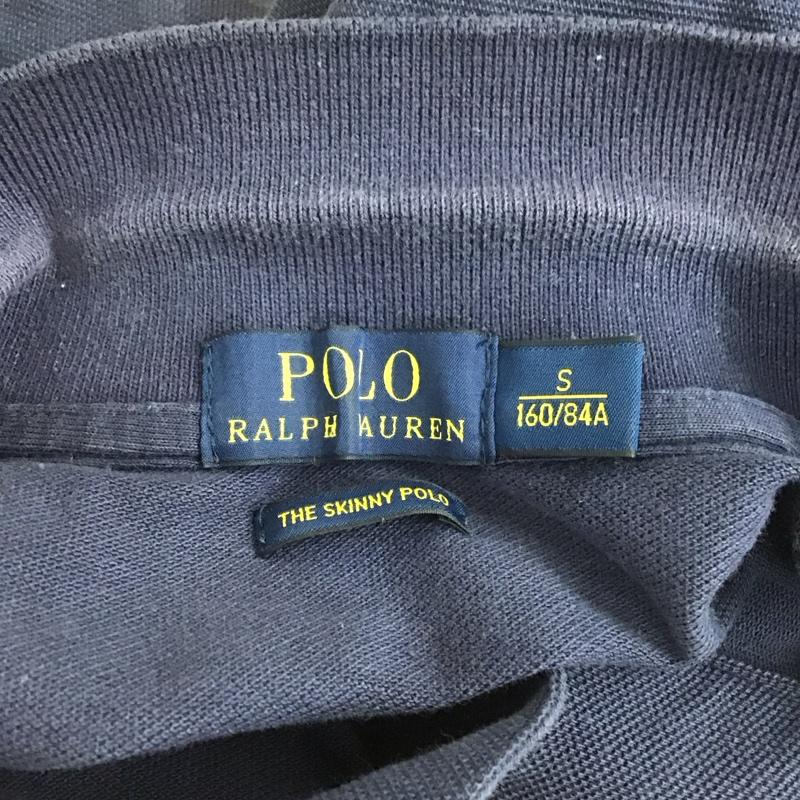 POLO
RALPH LAUREN
S
160/84A
THE SKINNY POLO